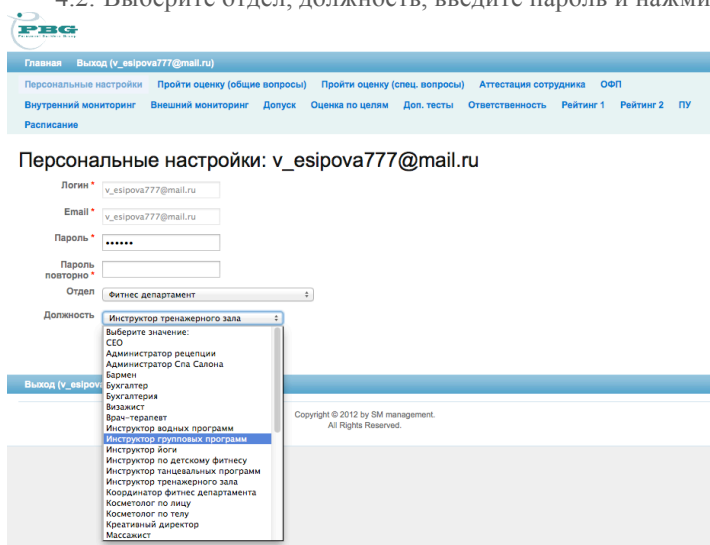 4.2. Выберите отдел, должность, введите пароль и нажми
PBG
Главная Выход (v_esipova777@mail.ru)
Персональные настройки Пройти оценку (общие вопросы) Пройти оценку (спец. вопросы) Аттестация сотрудника ОФП
Внутренний мониторинг Внешний мониторинг Допуск Оценка по целям Доп. тесты Ответственность Рейтинг 1 Рейтинг 2 ПУ
Расписание
Персональные настройки: v_esipova777@mail.ru
Логин * v_esipova777@mail.ru
Email * v_esipova777@mail.ru
Пароль * ••••••
Пароль
повторно *
Отдел Фитнес департамент
Должность Инструктор тренажерного зала
Выберите значение:
CEO
Администратор рецепции
Администратор Спа Салона
Бармен
Бухгалтер
Бухгалтерия
Визажист
Врач-терапевт
Инструктор водных программ
Инструктор групповых программ
Инструктор йоги
Инструктор по детскому фитнесу
Инструктор танцевальных программ
Инструктор тренажерного зала
Координатор фитнес департамента
Косметолог по лицу
Косметолог по телу
Креативный директор
Массажист
Выход (v_esipov
Copyright © 2012 by SM management.
All Rights Reserved.